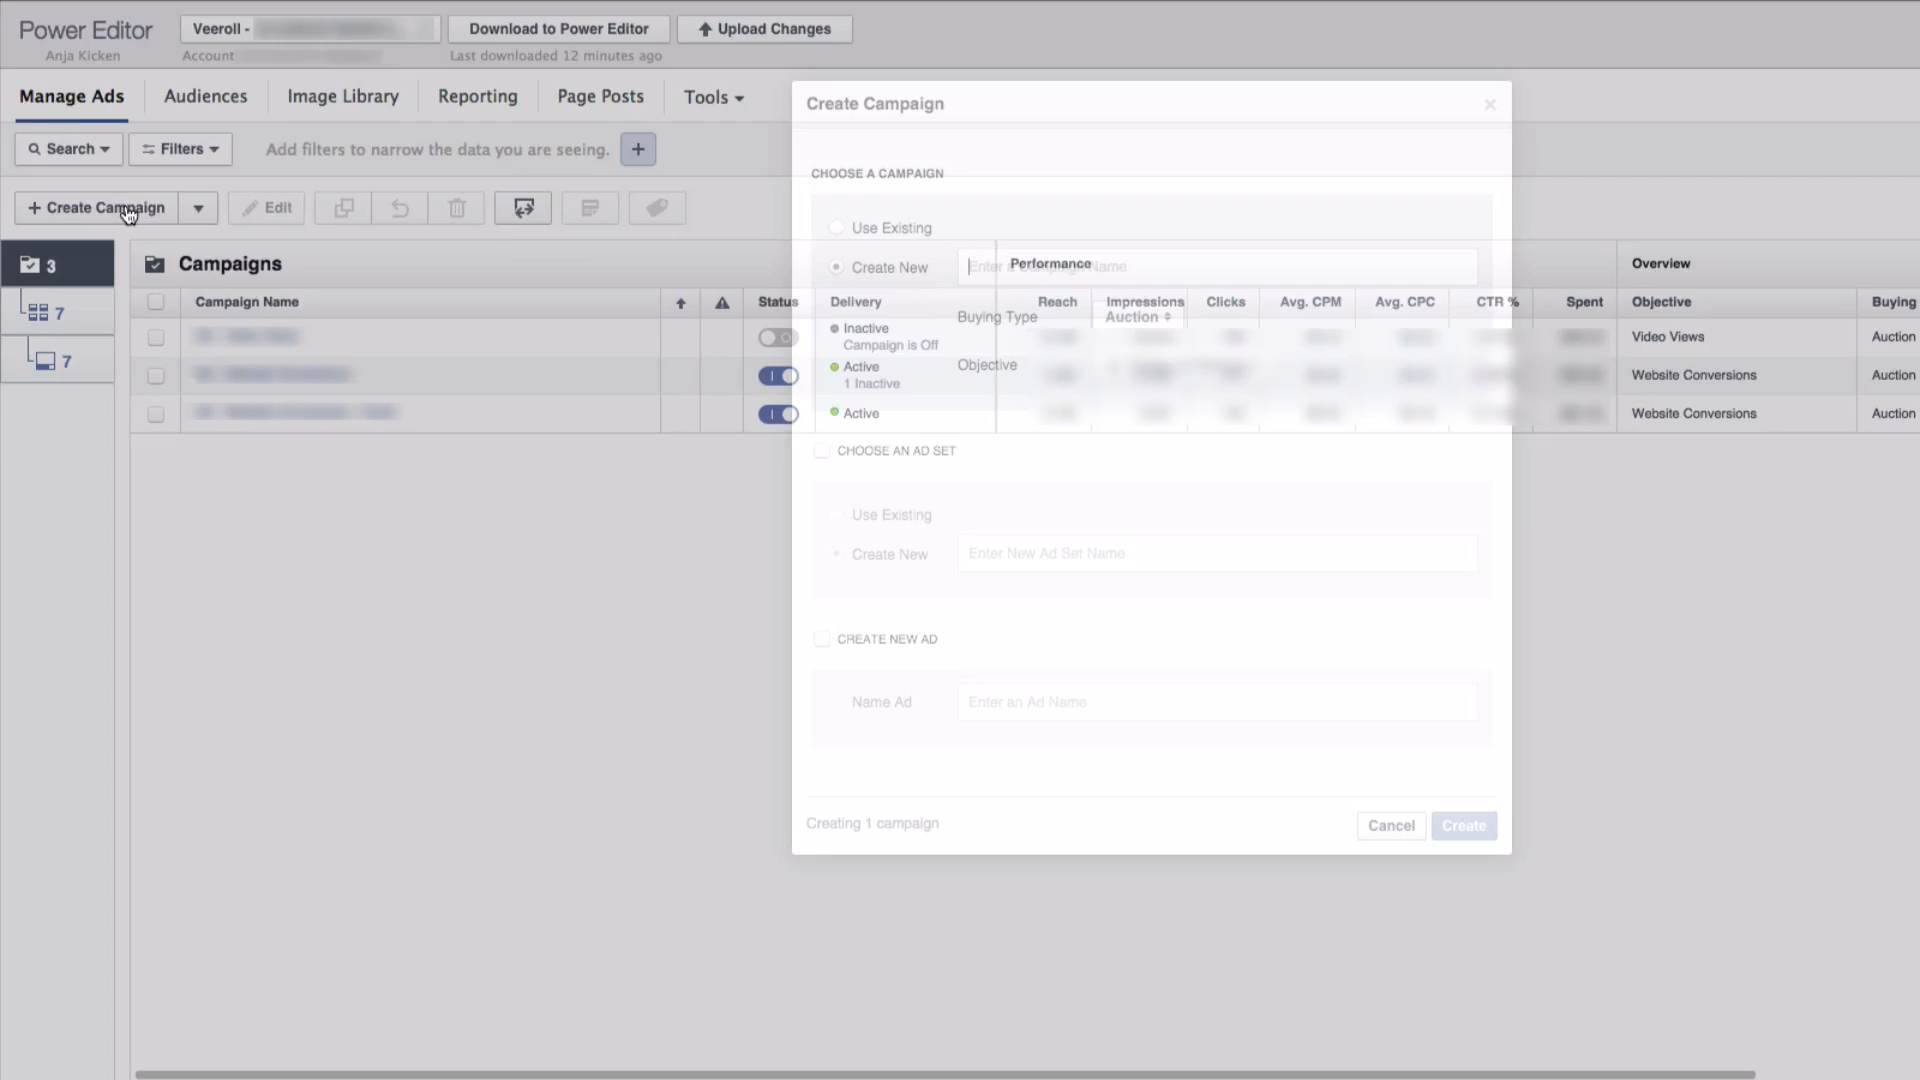 Power Editor
Anja Kicken
Veeroll -
Account
Download to Power Editor
Last downloaded 12 minutes ago
Upload Changes
Manage Ads
Audiences
Image Library
Reporting
Page Posts
Tools
Search
Filters
Add filters to narrow the data you are seeing.
+
+ Create Campaign
Edit
3
7
7
Campaigns
Performance
Overview
Campaign Name
Status
Delivery
Reach
Impressions
Clicks
Avg. CPM
Avg. CPC
CTR %
Spent
Objective
Buying
Inactive
Campaign is Off
Video Views
Auction
Active
1 Inactive
Website Conversions
Auction
Active
Website Conversions
Auction
Create Campaign
×
CHOOSE A CAMPAIGN
Use Existing
Create New
Enter a Campaign Name
Buying Type
Auction
Objective
CHOOSE AN AD SET
Use Existing
Create New
Enter New Ad Set Name
CREATE NEW AD
Name Ad
Enter an Ad Name
Creating 1 campaign
Cancel
Create